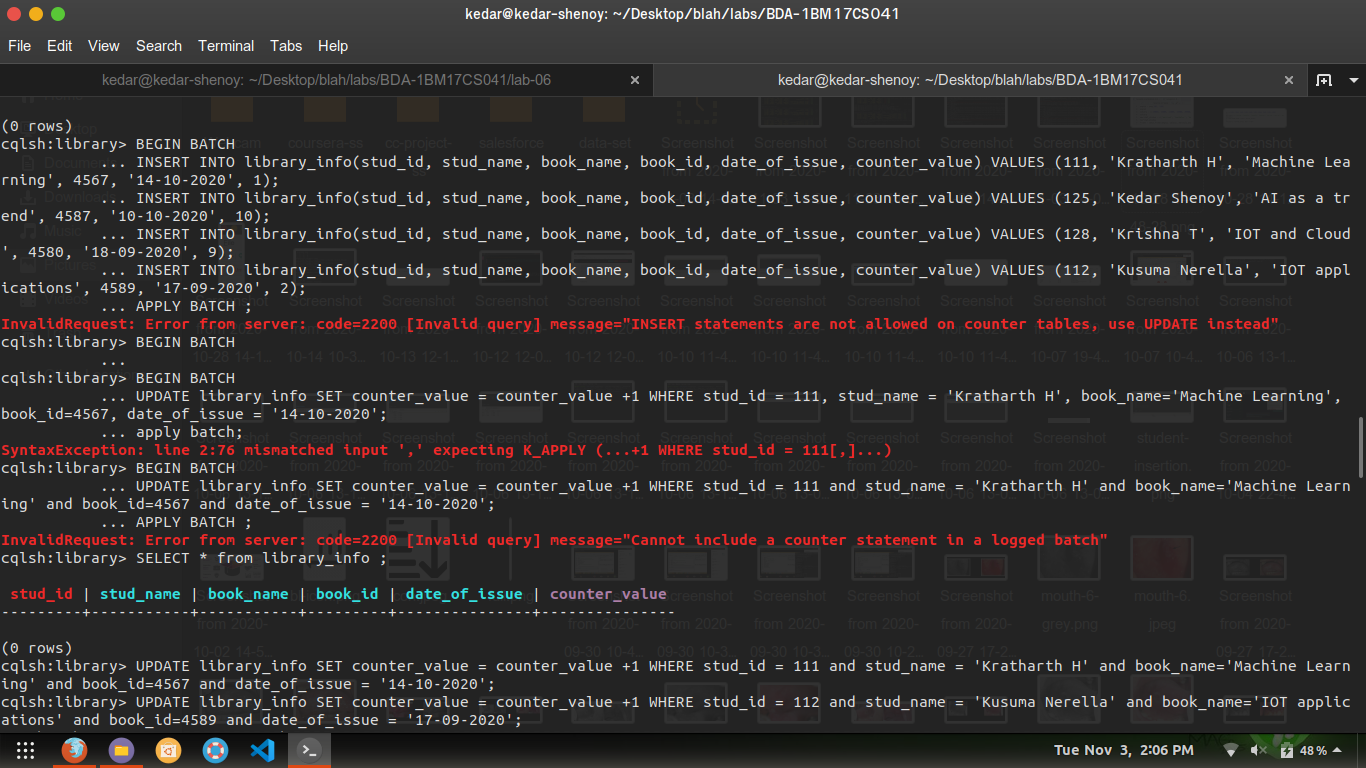 kedar@kedar-shenoy: ~/Desktop/blah/labs/BDA-1BM17CS041
File Edit View Search Terminal Tabs Help
kedar@kedar-shenoy: ~/Desktop/blah/labs/BDA-1BM17CS041/lab-06 × kedar@kedar-shenoy: ~/Desktop/blah/labs/BDA-1BM17CS041 ×
(0 rows)
cqlsh:library> BEGIN BATCH
... INSERT INTO library_info(stud_id, stud_name, book_name, book_id, date_of_issue, counter_value) VALUES (111, 'Kratharth H', 'Machine Lea
rning', 4567, '14-10-2020', 1);
... INSERT INTO library_info(stud_id, stud_name, book_name, book_id, date_of_issue, counter_value) VALUES (125, 'Kedar Shenoy', 'AI as a tr
end', 4587, '10-10-2020', 10);
... INSERT INTO library_info(stud_id, stud_name, book_name, book_id, date_of_issue, counter_value) VALUES (128, 'Krishna T', 'IOT and Cloud
', 4580, '18-09-2020', 9);
... INSERT INTO library_info(stud_id, stud_name, book_name, book_id, date_of_issue, counter_value) VALUES (112, 'Kusuma Nerella', 'IOT appl
ications', 4589, '17-09-2020', 2);
... APPLY BATCH ;
InvalidRequest: Error from server: code=2200 [Invalid query] message="INSERT statements are not allowed on counter tables, use UPDATE instead"
cqlsh:library> BEGIN BATCH
...
cqlsh:library> BEGIN BATCH
... UPDATE library_info SET counter_value = counter_value +1 WHERE stud_id = 111, stud_name = 'Kratharth H', book_name='Machine Learning',
book_id=4567, date_of_issue = '14-10-2020';
... apply batch;
SyntaxException: line 2:76 mismatched input ',' expecting K_APPLY (...+1 WHERE stud_id = 111[,]...)
cqlsh:library> BEGIN BATCH
... UPDATE library_info SET counter_value = counter_value +1 WHERE stud_id = 111 and stud_name = 'Kratharth H' and book_name='Machine Learn
ing' and book_id=4567 and date_of_issue = '14-10-2020';
... APPLY BATCH ;
InvalidRequest: Error from server: code=2200 [Invalid query] message="Cannot include a counter statement in a logged batch"
cqlsh:library> SELECT * from library_info ;
stud_id | stud_name | book_name | book_id | date_of_issue | counter_value
---------+-----------+-----------+---------+---------------+---------------
(0 rows)
cqlsh:library> UPDATE library_info SET counter_value = counter_value +1 WHERE stud_id = 111 and stud_name = 'Kratharth H' and book_name='Machine Learn
ing' and book_id=4567 and date_of_issue = '14-10-2020';
cqlsh:library> UPDATE library_info SET counter_value = counter_value +1 WHERE stud_id = 112 and stud_name = 'Kusuma Nerella' and book_name='IOT applic
ations' and book_id=4589 and date_of_issue = '17-09-2020';
Tue Nov 3, 2:06 PM 48 %